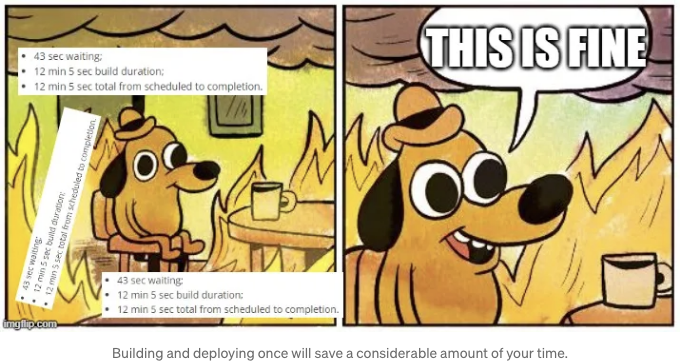 • 43 sec waiting;
• 12 min 5 sec build duration;
• 12 min 5 sec total from scheduled to completion.
THIS IS FINE
• 43 sec waiting;
• 12 min 5 sec build duration;
• 12 min 5 sec total from scheduled to completion.
• 43 sec waiting;
• 12 min 5 sec build duration;
• 12 min 5 sec total from scheduled to completion.
imgflip.com
Building and deploying once will save a considerable amount of your time.